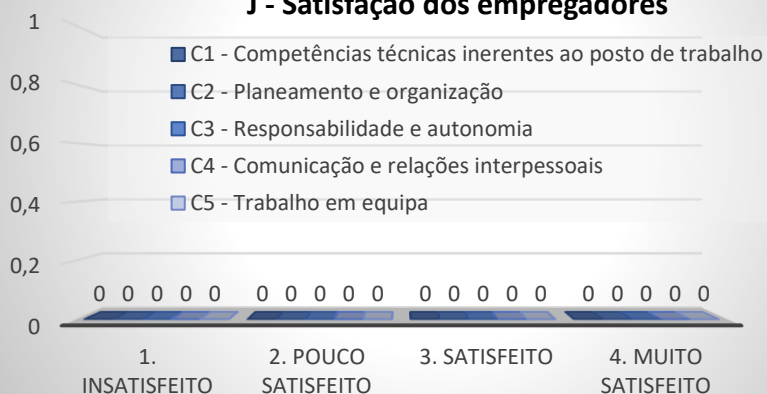 J - Satisfação dos empregadores
1
0,8
0,6
0,4
0,2
0
C1 - Competências técnicas inerentes ao posto de trabalho
C2 - Planeamento e organização
C3 - Responsabilidade e autonomia
C4 - Comunicação e relações interpessoais
C5 - Trabalho em equipa
0 0 0 0 0 0 0 0 0 0 0 0 0 0 0 0 0 0 0 0
1.
INSATISFEITO
2. POUCO
SATISFEITO
3. SATISFEITO
4. MUITO
SATISFEITO